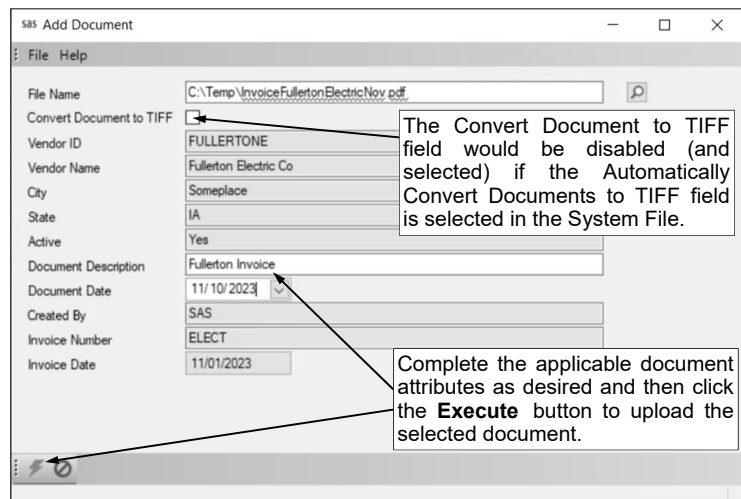 sas Add Document
File Help
File Name C:\Temp\InvoiceFullertonElectricNov.pdf
Convert Document to TIFF
Vendor ID FULLERTONE
Vendor Name Fullerton Electric Co
City Someplace
State IA
Active Yes
Document Description Fullerton Invoice
Document Date 11/10/2023
Created By SAS
Invoice Number ELECT
Invoice Date 11/01/2023
The Convert Document to TIFF
field would be disabled (and
selected) if the Automatically
Convert Documents to TIFF field
is selected in the System File.
Complete the applicable document
attributes as desired and then click
the Execute button to upload the
selected document.